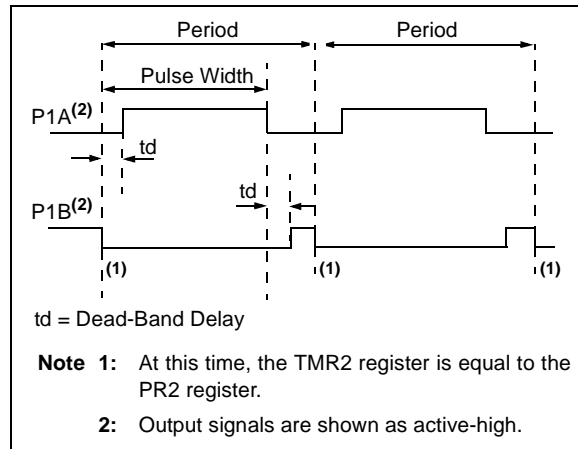 Period Period
Pulse Width
P1A(2)
td
td
P1B(2)
(1) (1) (1)
td = Dead-Band Delay
Note 1: At this time, the TMR2 register is equal to the
PR2 register.
2: Output signals are shown as active-high.